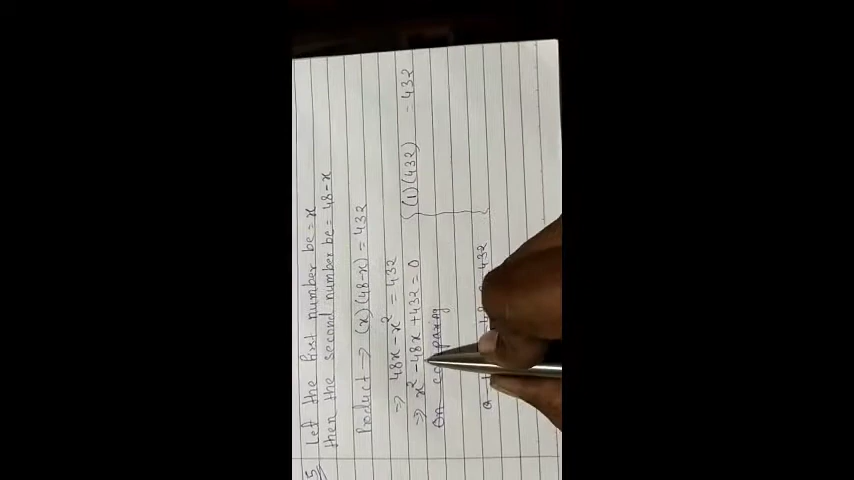 5 Let the first number be = x
then the second number be = 48-x
Product → (x)(48-x) = 432
⇒ 48x - x² = 432
⇒ x² - 48x + 432 = 0 (1)(432) - 432
On comparing
a 432